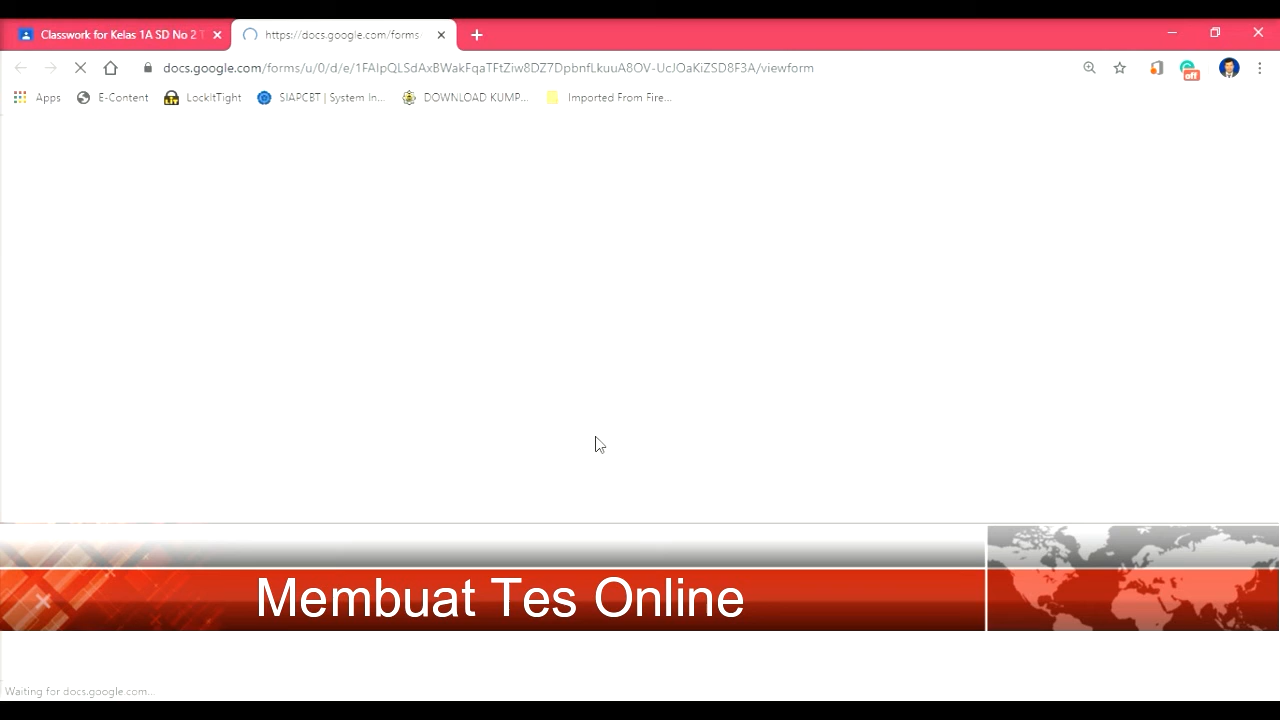 Classwork for Kelas 1A SD No 2 T
https://docs.google.com/forms
docs.google.com/forms/u/0/d/e/1FAIpQLSdAxBWakFqaTFtZiw8DZ7DpbnfLkuuA8OV-UcJOaKiZSD8F3A/viewform
off
Apps E-Content LockItTight SIAPCBT | System In... DOWNLOAD KUMP... Imported From Fire...
Membuat Tes Online
Waiting for docs.google.com...